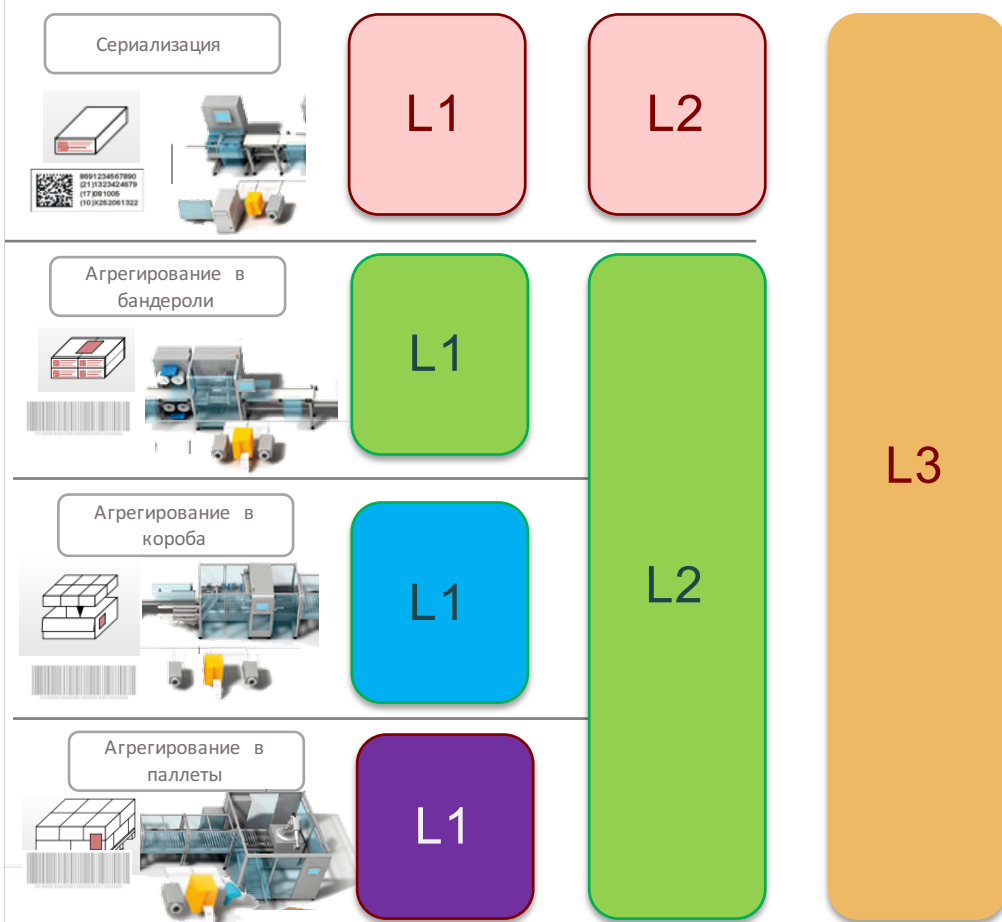 Сериализация
L1
L2
8691234567890
(21)1323424679
(17)081005
(10)X252061322
L3
Агрегирование в
бандероли
L1
L2
Агрегирование в
короба
L1
Агрегирование в
паллеты
L1